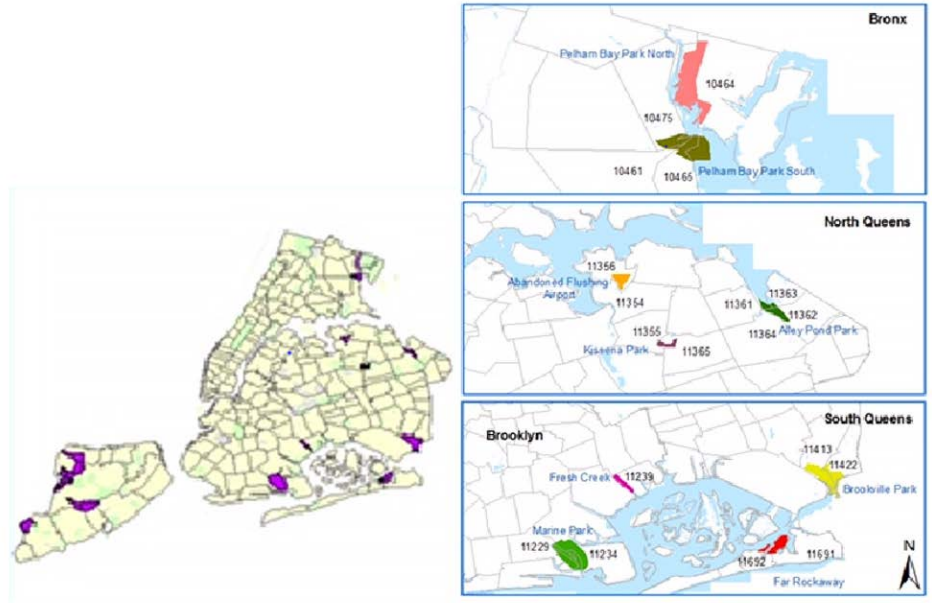 Bronx
Pelham Bay Park North
10464
10475
10461
10465
Pelham Bay Park South
North Queens
11356
Abandoned Flushing
Airport
11354
11363
11361
11362
11364
Alley Pond Park
11355
Kissena Park
11365
South Queens
Brooklyn
11413
11422
Fresh Creek
11239
Brookville Park
Marine Park
11229
11234
11692
11691
Far Rockaway
N